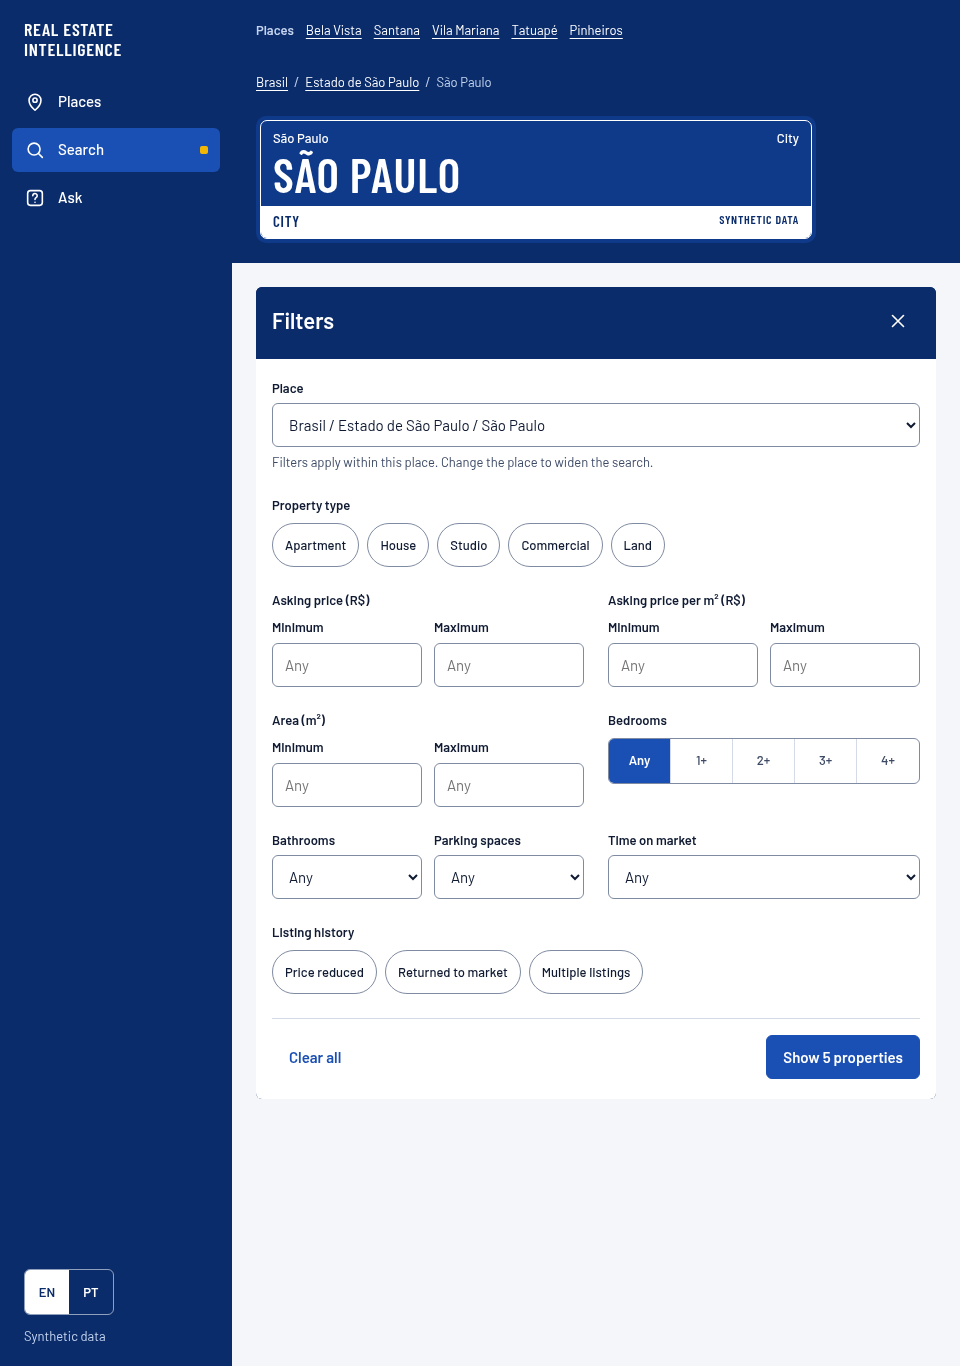 REAL ESTATE
INTELLIGENCE
Places
Search
Ask
EN PT
Synthetic data
Places Bela Vista Santana Vila Mariana Tatuapé Pinheiros
Brasil / Estado de São Paulo / São Paulo
São Paulo City
SÃO PAULO
CITY SYNTHETIC DATA
Filters
Place
Brasil / Estado de São Paulo / São Paulo
Filters apply within this place. Change the place to widen the search.
Property type
Apartment House Studio Commercial Land
Asking price (R$) Asking price per m² (R$)
Minimum Maximum Minimum Maximum
Any Any Any Any
Area (m²) Bedrooms
Minimum Maximum
Any 1+ 2+ 3+ 4+
Any Any
Bathrooms Parking spaces Time on market
Any Any Any
Listing history
Price reduced Returned to market Multiple listings
Clear all Show 5 properties